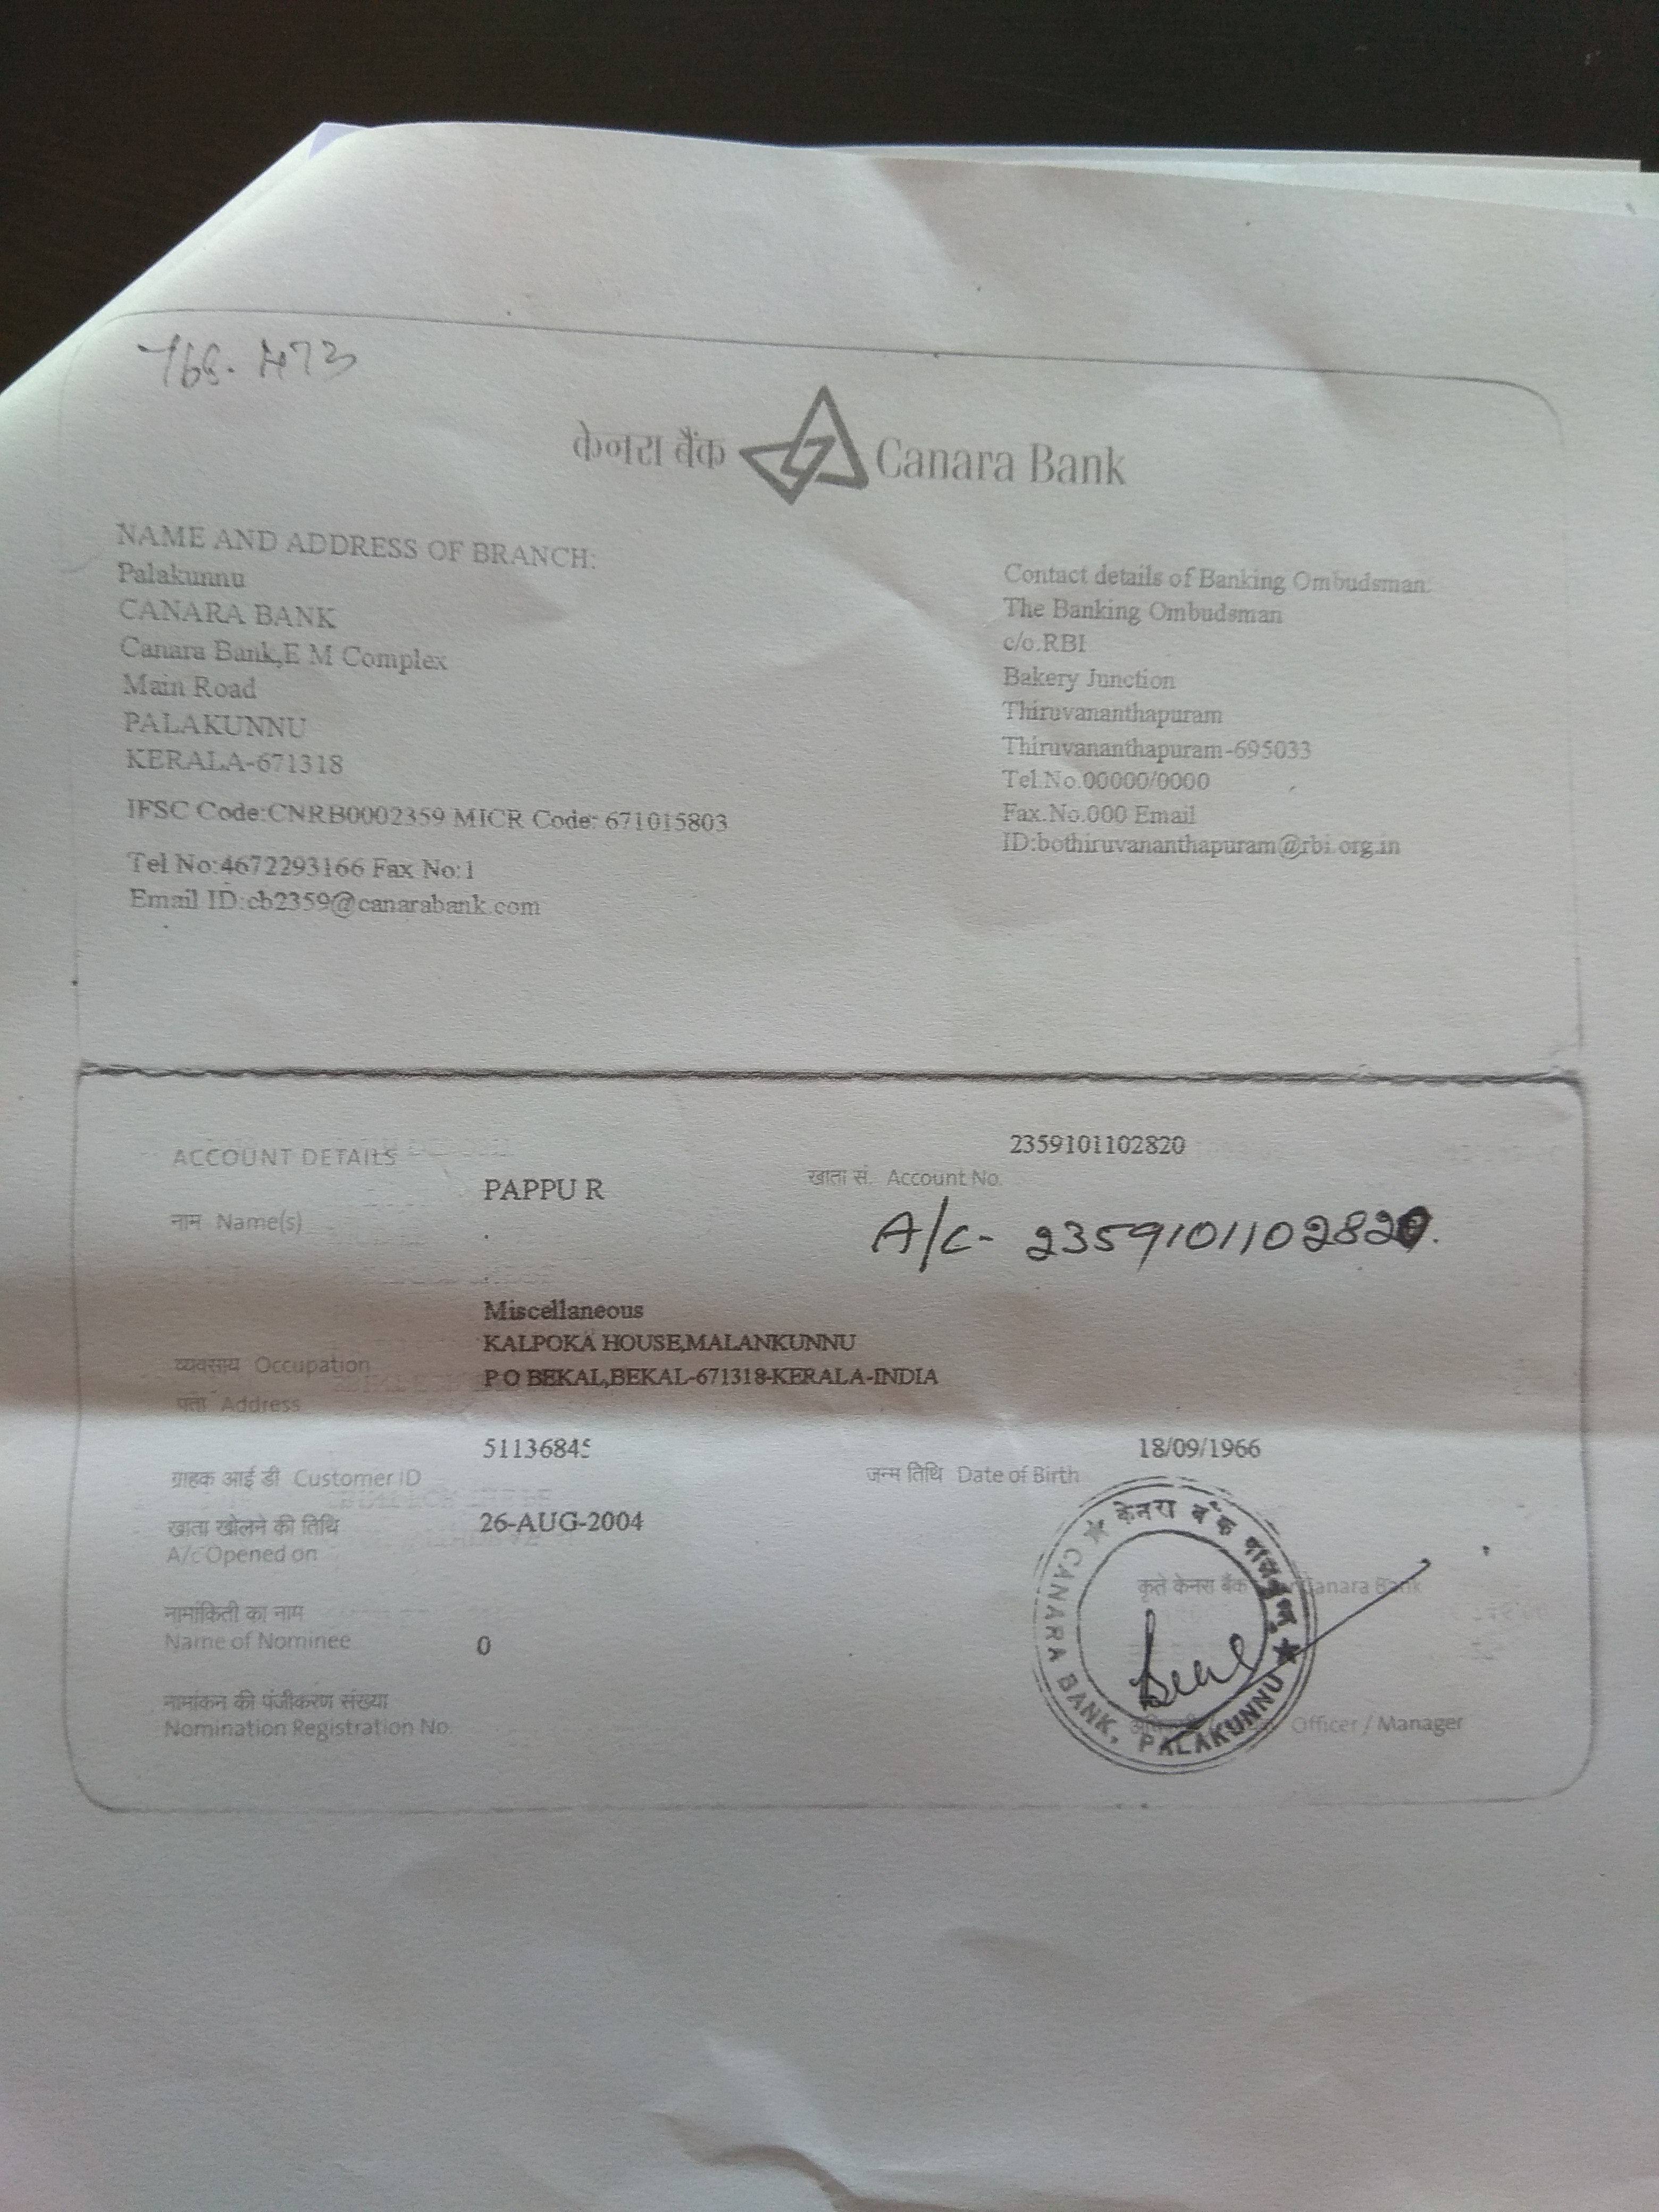 केनरा बैंक Canara Bank
NAME AND ADDRESS OF BRANCH:
Palakunnu
CANARA BANK
Canara Bank,E M Complex
Main Road
PALAKUNNU
KERALA-671318
IFSC Code:CNRB0002359 MICR Code: 671015803
Tel No:4672293166 Fax No:1
Email ID:cb2359@canarabank.com
Contact details of Banking Ombudsman.
The Banking Ombudsman
c/o.RBI
Bakery Junction
Thiruvananthapuram
Thiruvananthapuram-695033
Tel.No.00000/0000
Fax.No.000 Email
ID:bothiruvananthapuram@rbi.org.in
ACCOUNT DETAILS
2359101102820
PAPPU R
खाता सं. Account No.
नाम Name(s)
A/c- 2359101102820.
Miscellaneous
KALPOKA HOUSE,MALANKUNNU
व्यवसाय Occupation
P O BEKAL,BEKAL-671318-KERALA-INDIA
पता Address
51136845
18/09/1966
ग्राहक आई डी Customer ID
जन्म तिथि Date of Birth
खाता खोलने की तिथि
26-AUG-2004
A/c Opened on
कृते केनरा बैंक Canara Bank
नामांकिती का नाम
Name of Nominee
0
नामांकन की पंजीकरण संख्या
Nomination Registration No.
Officer / Manager
केनरा बैंक
CANARA BANK, PALAKUNNU